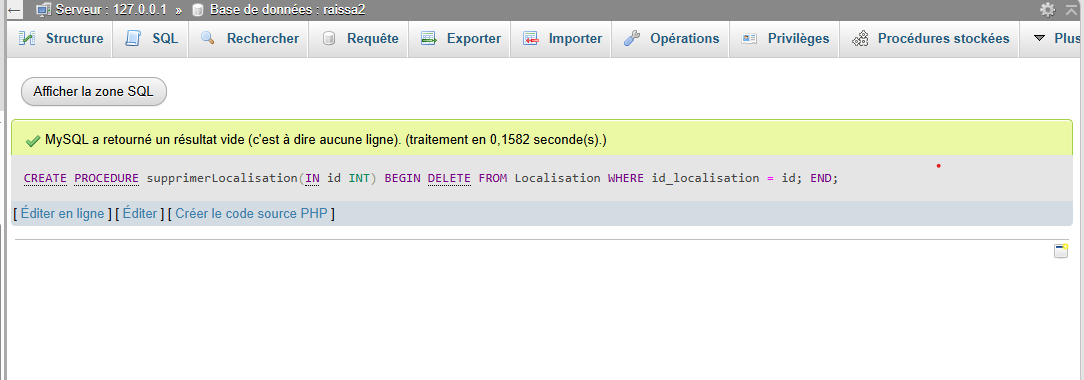 Serveur : 127.0.0.1 » Base de données : raissa2
Structure SQL Rechercher Requête Exporter Importer Opérations Privilèges Procédures stockées Plus
Afficher la zone SQL
MySQL a retourné un résultat vide (c'est à dire aucune ligne). (traitement en 0,1582 seconde(s).)
CREATE PROCEDURE supprimerLocalisation(IN id INT) BEGIN DELETE FROM Localisation WHERE id_localisation = id; END;
[ Éditer en ligne ] [ Éditer ] [ Créer le code source PHP ]